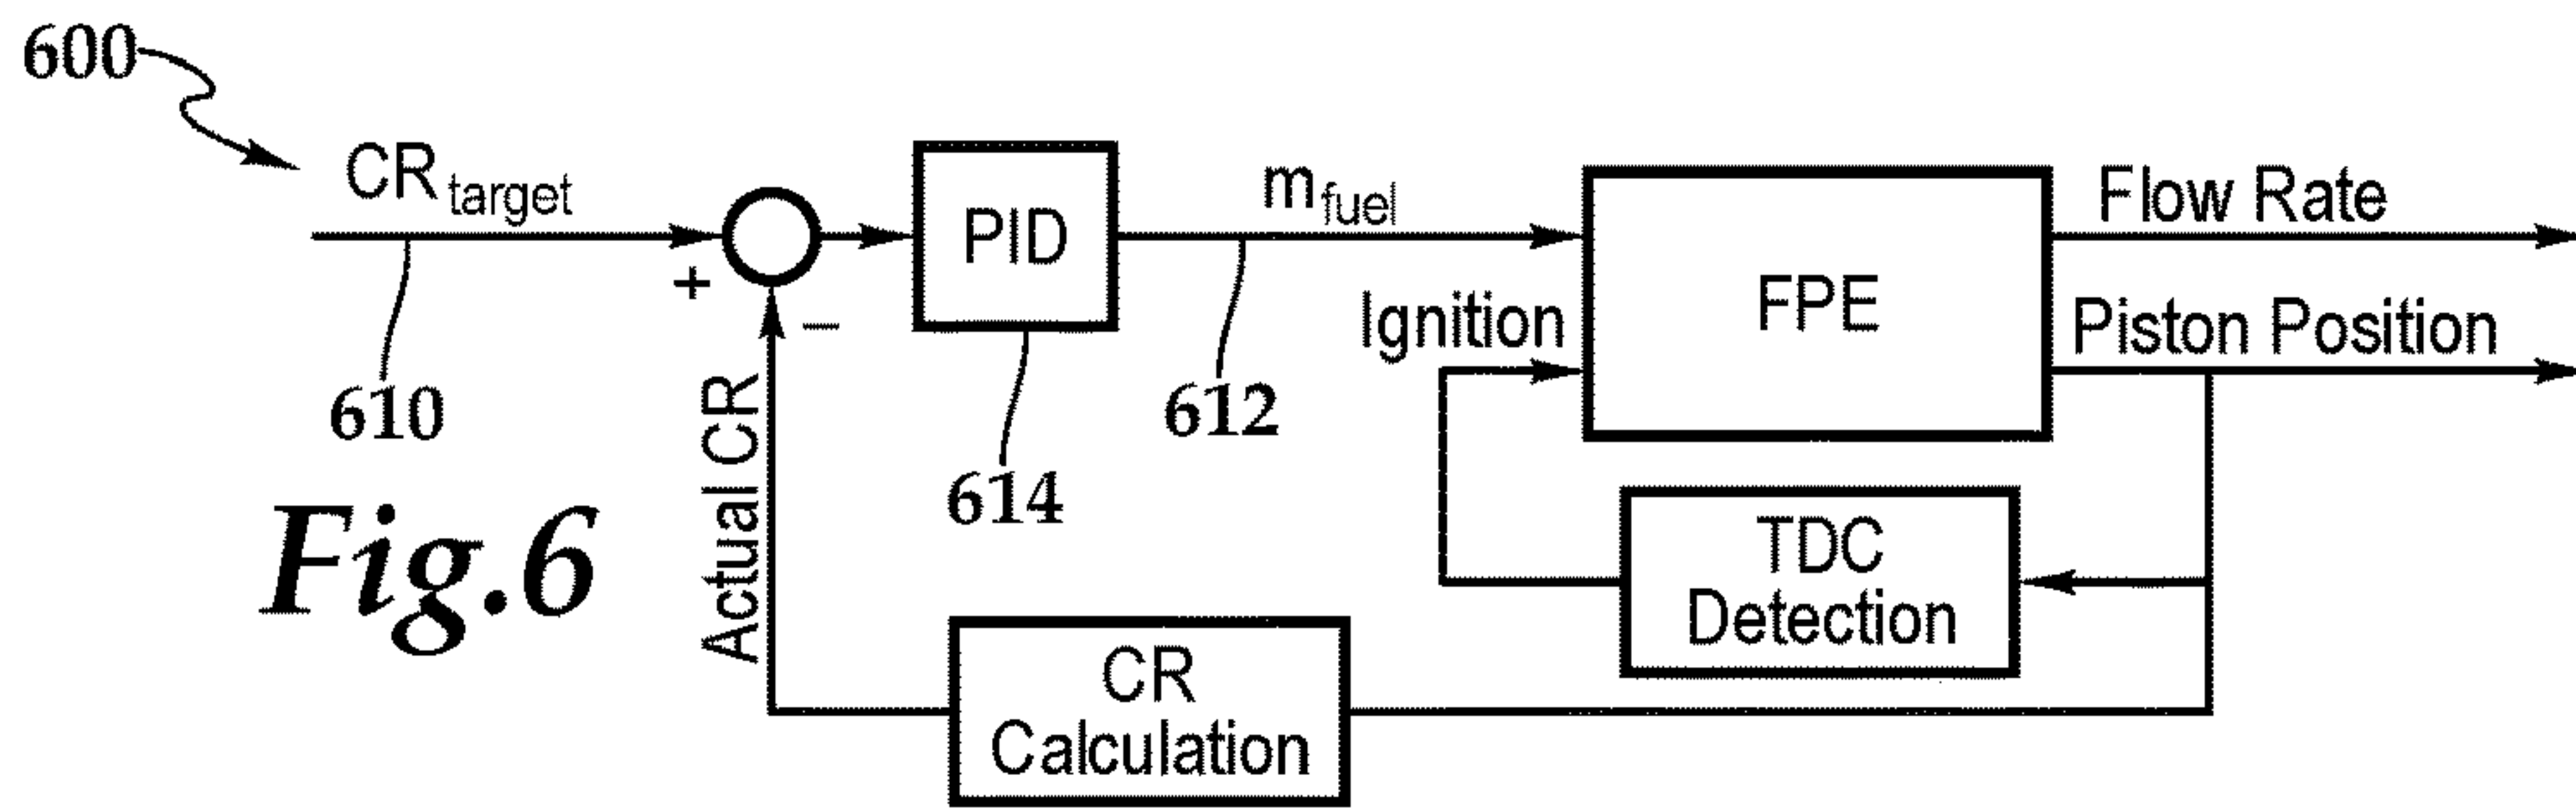 600
CR target
+
−
PID
m fuel
Ignition
FPE
Flow Rate
Piston Position
610
612
614
Actual CR
TDC
Detection
CR
Calculation
Fig.6